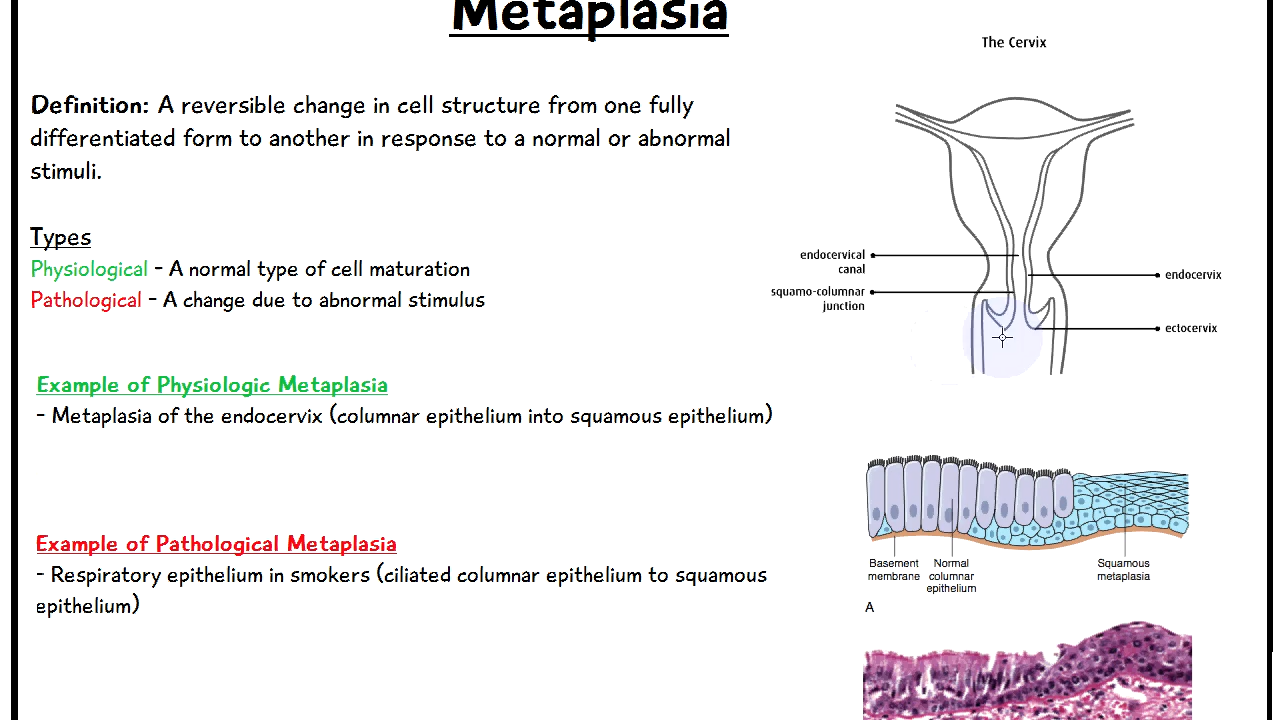 Metaplasia
The Cervix
Definition: A reversible change in cell structure from one fully
differentiated form to another in response to a normal or abnormal
stimuli.
Types
Physiological - A normal type of cell maturation
Pathological - A change due to abnormal stimulus
endocervical
canal
endocervix
squamo-columnar
junction
ectocervix
Example of Physiologic Metaplasia
- Metaplasia of the endocervix (columnar epithelium into squamous epithelium)
Example of Pathological Metaplasia
- Respiratory epithelium in smokers (ciliated columnar epithelium to squamous
epithelium)
Basement
membrane
Normal
columnar
epithelium
Squamous
metaplasia
A